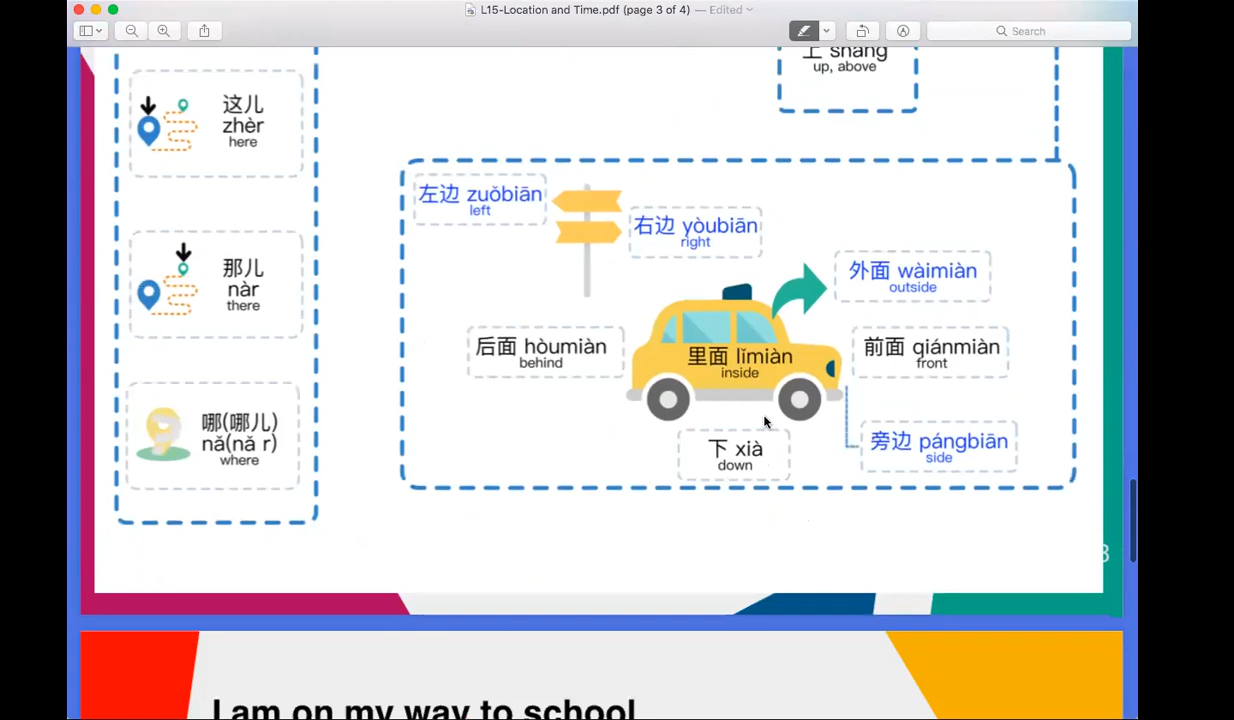 L15-Location and Time.pdf (page 3 of 4) — Edited
Search
上 shàng
up, above
这儿
zhèr
here
左边 zuǒbiān
left
右边 yòubiān
right
那儿
nàr
there
外面 wàimiàn
outside
后面 hòumiàn
behind
里面 lǐmiàn
inside
前面 qiánmiàn
front
哪(哪儿)
nǎ(nǎ r)
where
下 xià
down
旁边 pángbiān
side
3
I am on my way to school